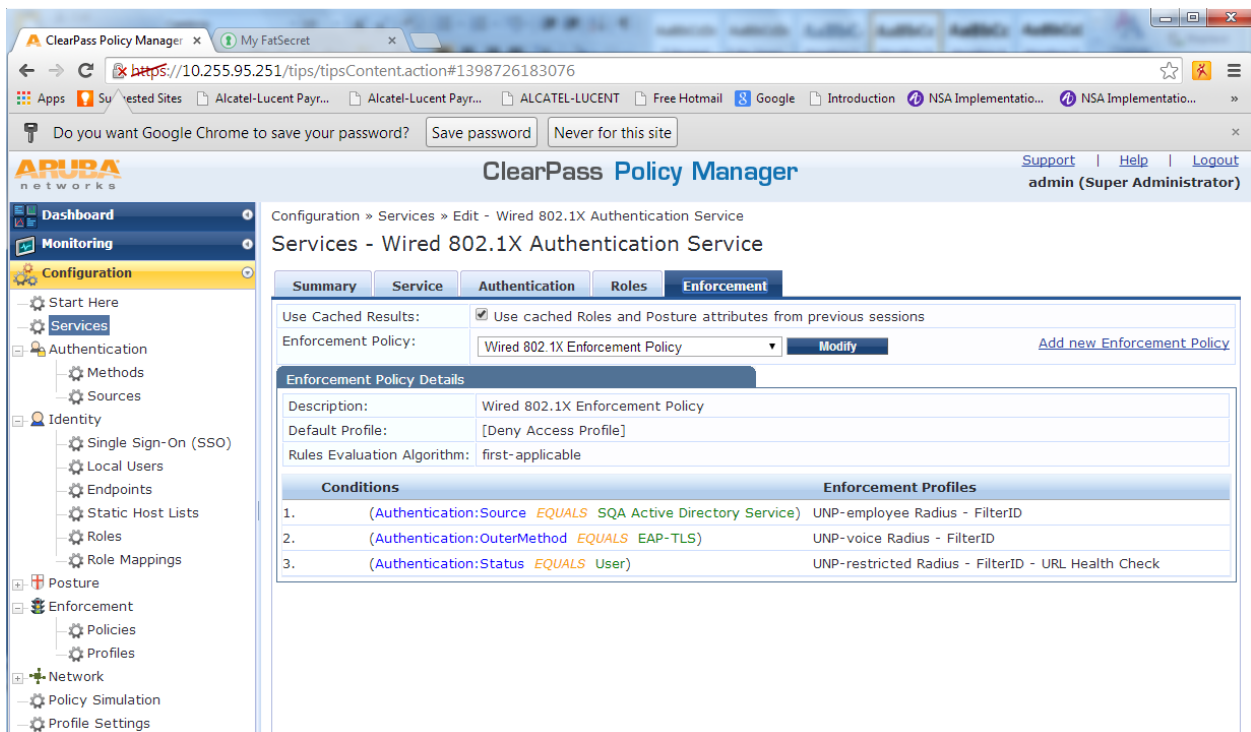 ClearPass Policy Manager
My FatSecret
https://10.255.95.251/tips/tipsContent.action#1398726183076
Apps Suggested Sites Alcatel-Lucent Payr... Alcatel-Lucent Payr... ALCATEL-LUCENT Free Hotmail Google Introduction NSA Implementatio... NSA Implementatio... »
Do you want Google Chrome to save your password? Save password Never for this site
ARUBA networks
ClearPass Policy Manager
Support | Help | Logout
admin (Super Administrator)
Dashboard
Monitoring
Configuration
Start Here
Services
Authentication
Methods
Sources
Identity
Single Sign-On (SSO)
Local Users
Endpoints
Static Host Lists
Roles
Role Mappings
Posture
Enforcement
Policies
Profiles
Network
Policy Simulation
Profile Settings
Configuration » Services » Edit - Wired 802.1X Authentication Service
Services - Wired 802.1X Authentication Service
Summary Service Authentication Roles Enforcement
Use Cached Results: Use cached Roles and Posture attributes from previous sessions
Enforcement Policy: Wired 802.1X Enforcement Policy Modify Add new Enforcement Policy
Enforcement Policy Details
Description: Wired 802.1X Enforcement Policy
Default Profile: [Deny Access Profile]
Rules Evaluation Algorithm: first-applicable
Conditions Enforcement Profiles
1. (Authentication:Source EQUALS SQA Active Directory Service) UNP-employee Radius - FilterID
2. (Authentication:OuterMethod EQUALS EAP-TLS) UNP-voice Radius - FilterID
3. (Authentication:Status EQUALS User) UNP-restricted Radius - FilterID - URL Health Check